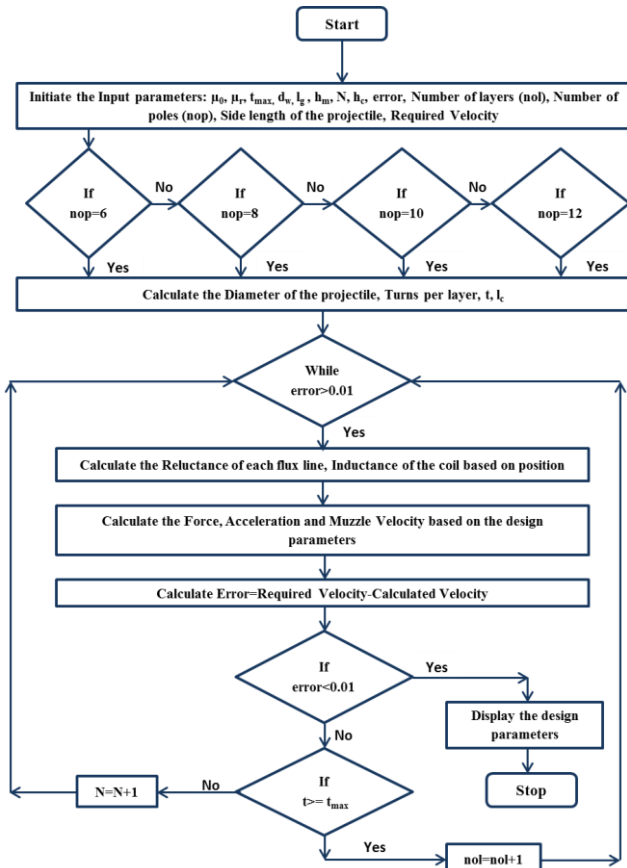 Start
Initiate the Input parameters: μ₀, μᵣ, tₘₐₓ, d_w, l_g , hₘ, N, h_c, error, Number of layers (nol), Number of
poles (nop), Side length of the projectile, Required Velocity
If
nop=6
No
If
nop=8
No
If
nop=10
No
If
nop=12
Yes
Yes
Yes
Yes
Calculate the Diameter of the projectile, Turns per layer, t, l_c
While
error>0.01
Yes
Calculate the Reluctance of each flux line, Inductance of the coil based on position
Calculate the Force, Acceleration and Muzzle Velocity based on the design
parameters
Calculate Error=Required Velocity-Calculated Velocity
If
error<0.01
Yes
Display the design
parameters
Stop
No
If
t>= tₘₐₓ
No
N=N+1
Yes
nol=nol+1